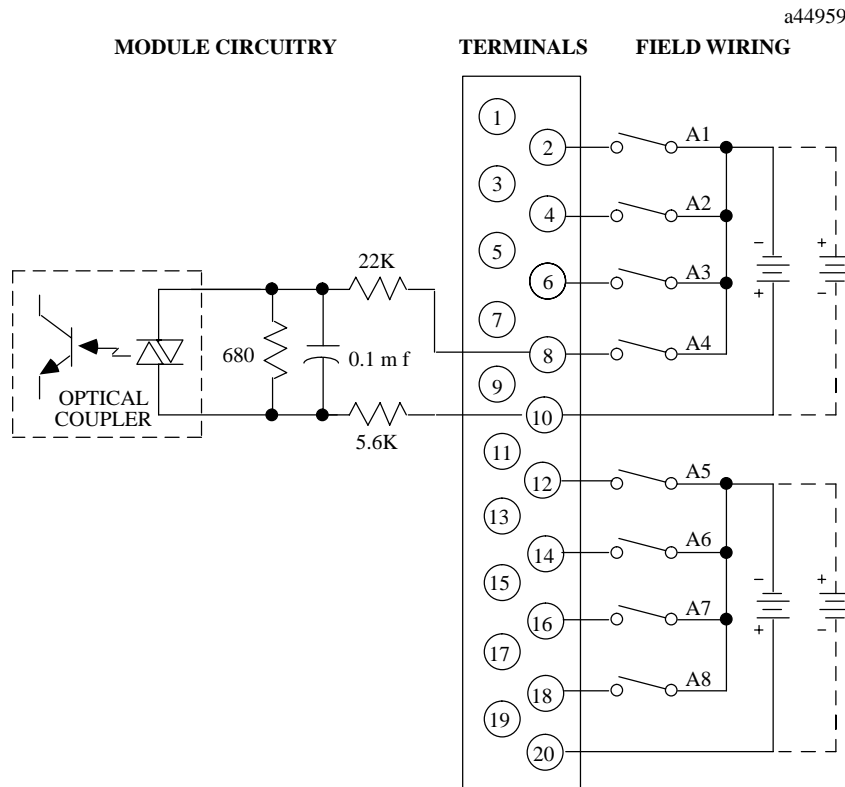 a44959
MODULE CIRCUITRY TERMINALS FIELD WIRING
1
2
A1
3
4
A2
5
6
A3
7
8
A4
9
10
11
12
A5
13
14
A6
15
16
A7
17
18
A8
19
20
22K
680
0.1 m f
5.6K
OPTICAL
COUPLER
− +
+ −
− +
+ −